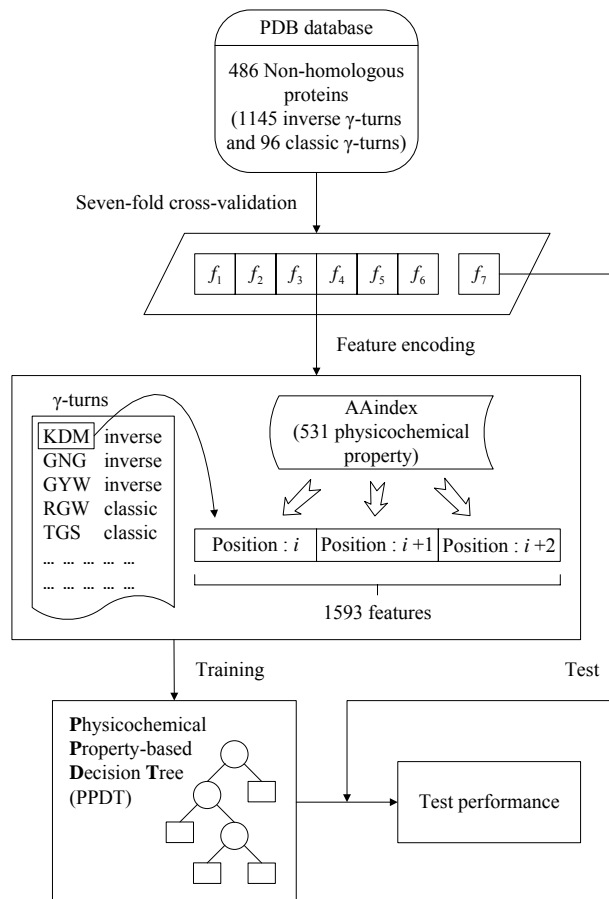 PDB database
486 Non-homologous
proteins
(1145 inverse γ-turns
and 96 classic γ-turns)
Seven-fold cross-validation
f1 f2 f3 f4 f5 f6 f7
Feature encoding
γ-turns
KDM inverse
GNG inverse
GYW inverse
RGW classic
TGS classic
... ... ... ... ...
... ... ... ... ...
AAindex
(531 physicochemical
property)
Position : i Position : i +1 Position : i +2
1593 features
Training
Test
Physicochemical
Property-based
Decision Tree
(PPDT)
Test performance